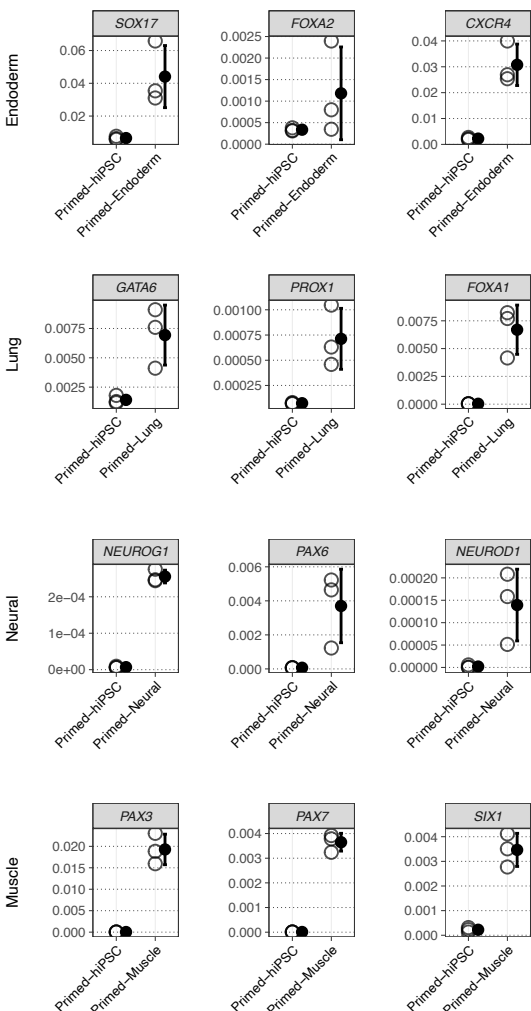 Endoderm
SOX17
0.06
0.04
0.02
Primed–hiPSC
Primed–Endoderm
FOXA2
0.0025
0.0020
0.0015
0.0010
0.0005
0.0000
Primed–hiPSC
Primed–Endoderm
CXCR4
0.04
0.03
0.02
0.01
0.00
Primed–hiPSC
Primed–Endoderm
Lung
GATA6
0.0075
0.0050
0.0025
Primed–hiPSC
Primed–Lung
PROX1
0.00100
0.00075
0.00050
0.00025
Primed–hiPSC
Primed–Lung
FOXA1
0.0075
0.0050
0.0025
0.0000
Primed–hiPSC
Primed–Lung
Neural
NEUROG1
2e−04
1e−04
0e+00
Primed–hiPSC
Primed–Neural
PAX6
0.006
0.004
0.002
0.000
Primed–hiPSC
Primed–Neural
NEUROD1
0.00020
0.00015
0.00010
0.00005
0.00000
Primed–hiPSC
Primed–Neural
Muscle
PAX3
0.020
0.015
0.010
0.005
0.000
Primed–hiPSC
Primed–Muscle
PAX7
0.004
0.003
0.002
0.001
0.000
Primed–hiPSC
Primed–Muscle
SIX1
0.004
0.003
0.002
0.001
0.000
Primed–hiPSC
Primed–Muscle